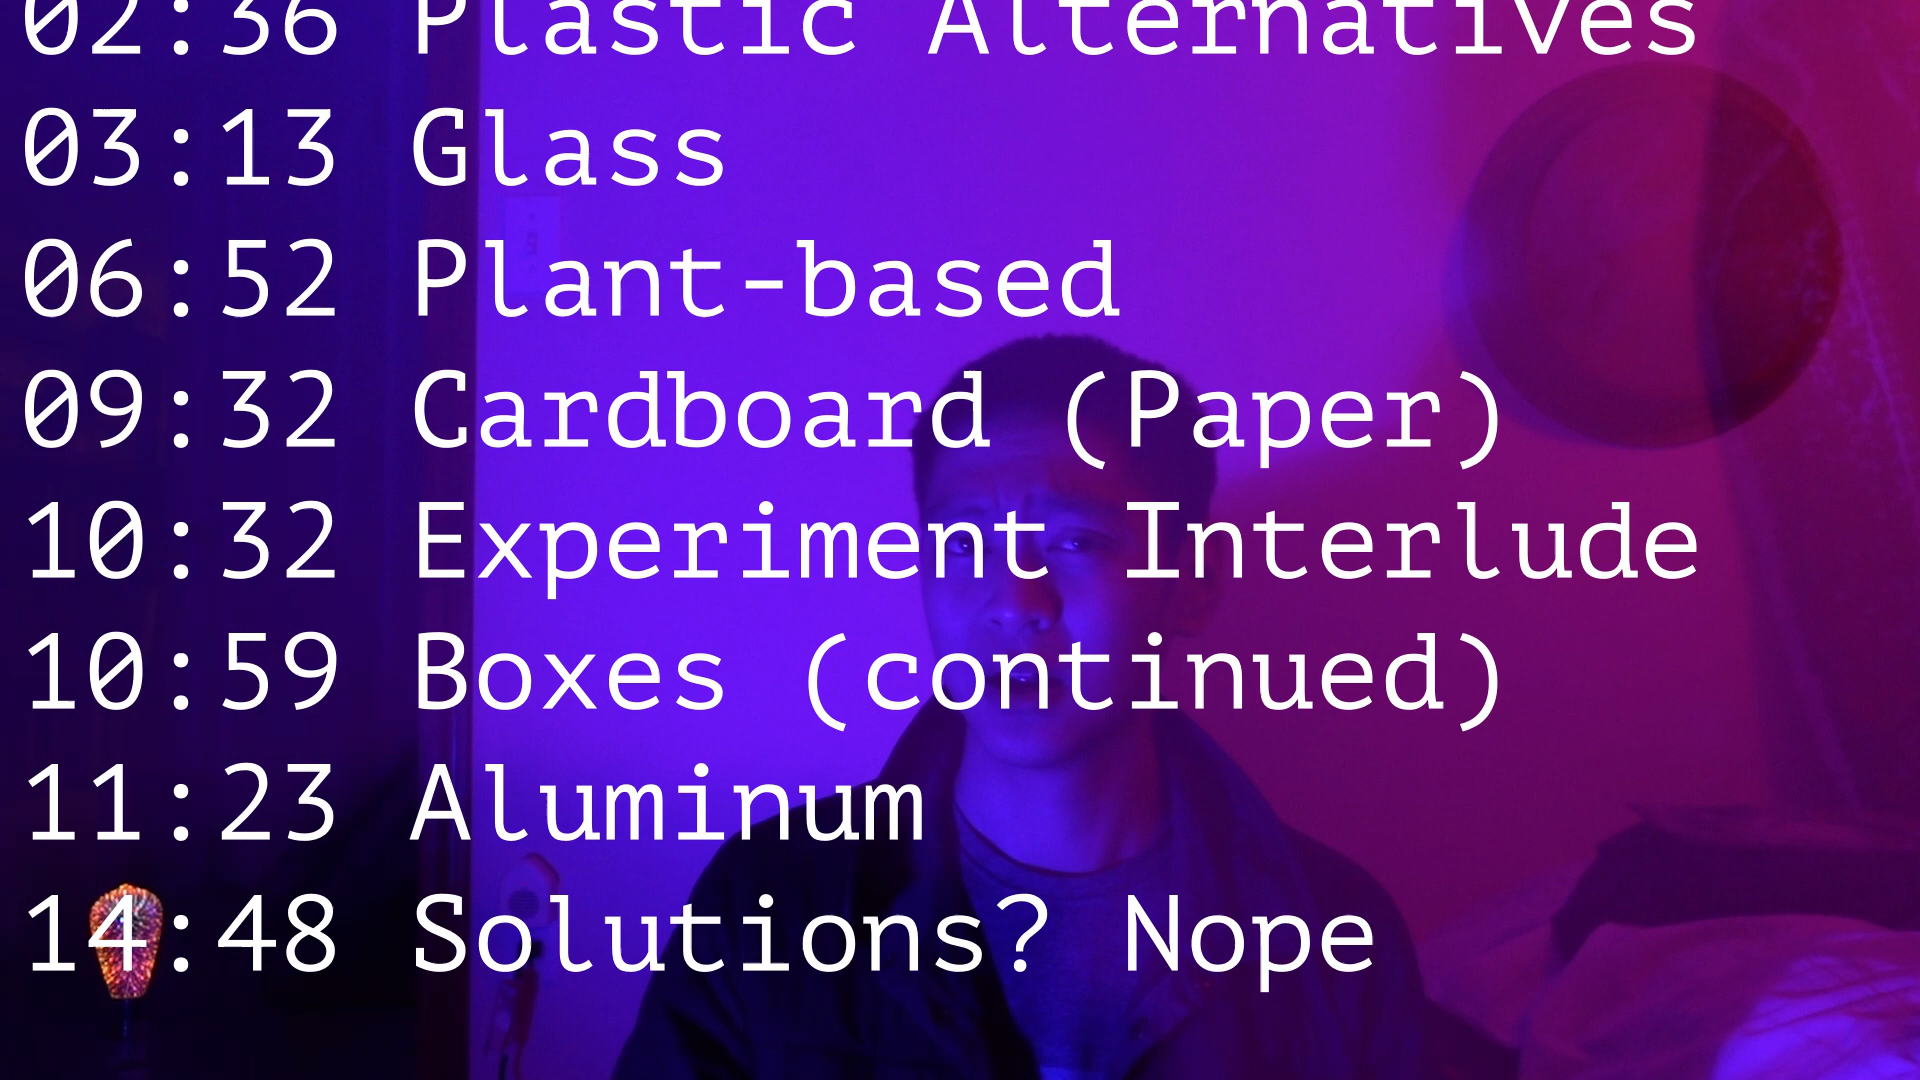 02:36 Plastic Alternatives
03:13 Glass
06:52 Plant-based
09:32 Cardboard (Paper)
10:32 Experiment Interlude
10:59 Boxes (continued)
11:23 Aluminum
14:48 Solutions? Nope